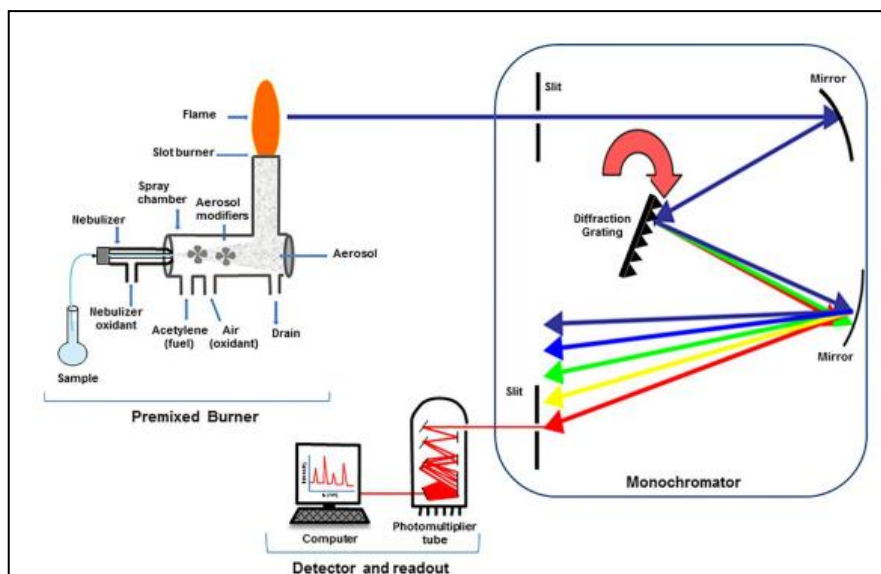 Flame
Slot burner
Spray
chamber
Aerosol
modifiers
Nebulizer
Aerosol
Nebulizer
oxidant
Acetylene
(fuel)
Air
(oxidant)
Drain
Sample
Premixed Burner
Slit
Mirror
Diffraction
Grating
Mirror
Slit
Monochromator
Computer
Photomultiplier
tube
Detector and readout